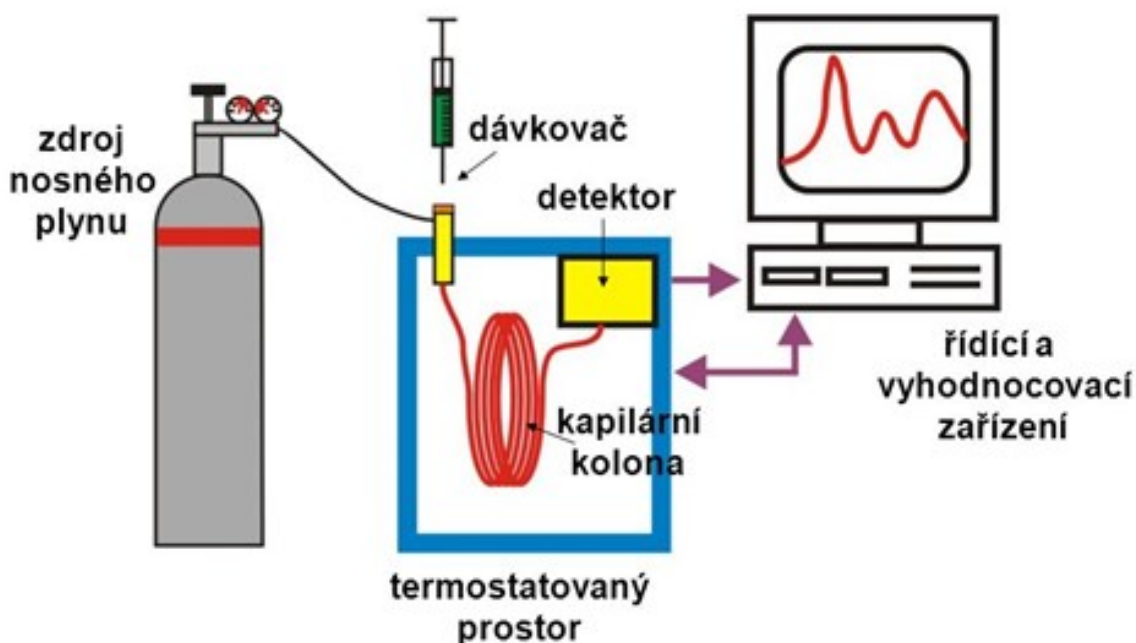 zdroj
nosného
plynu
dávkovač
detektor
kapilární
kolona
řídící a
vyhodnocovací
zařízení
termostatovaný
prostor